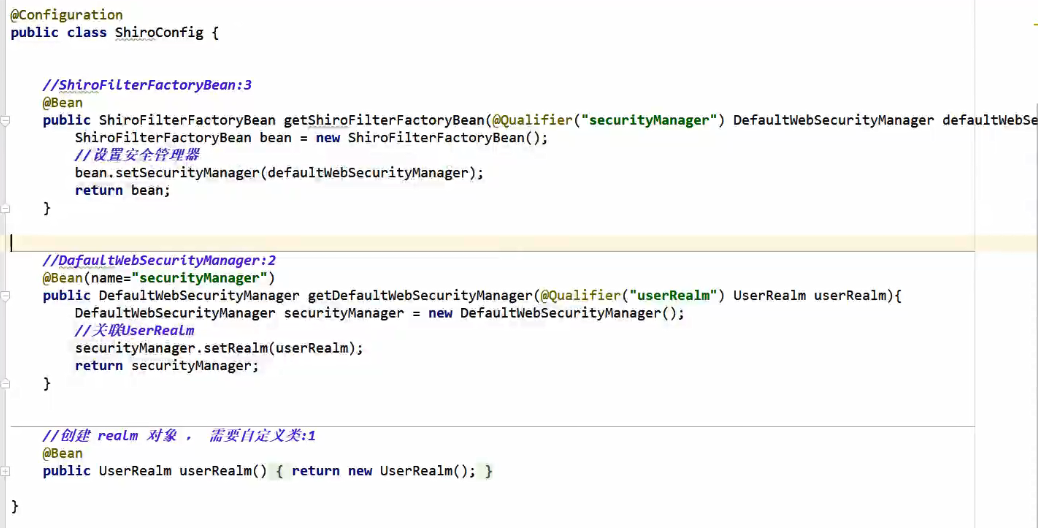 @Configuration
public class ShiroConfig {
//ShiroFilterFactoryBean:3
@Bean
public ShiroFilterFactoryBean getShiroFilterFactoryBean(@Qualifier("securityManager") DefaultWebSecurityManager defaultWebSe
ShiroFilterFactoryBean bean = new ShiroFilterFactoryBean();
//设置安全管理器
bean.setSecurityManager(defaultWebSecurityManager);
return bean;
}
//DafaultWebSecurityManager:2
@Bean(name="securityManager")
public DefaultWebSecurityManager getDefaultWebSecurityManager(@Qualifier("userRealm") UserRealm userRealm){
DefaultWebSecurityManager securityManager = new DefaultWebSecurityManager();
//关联UserRealm
securityManager.setRealm(userRealm);
return securityManager;
}
//创建 realm 对象 ， 需要自定义类:1
@Bean
public UserRealm userRealm() { return new UserRealm(); }
}